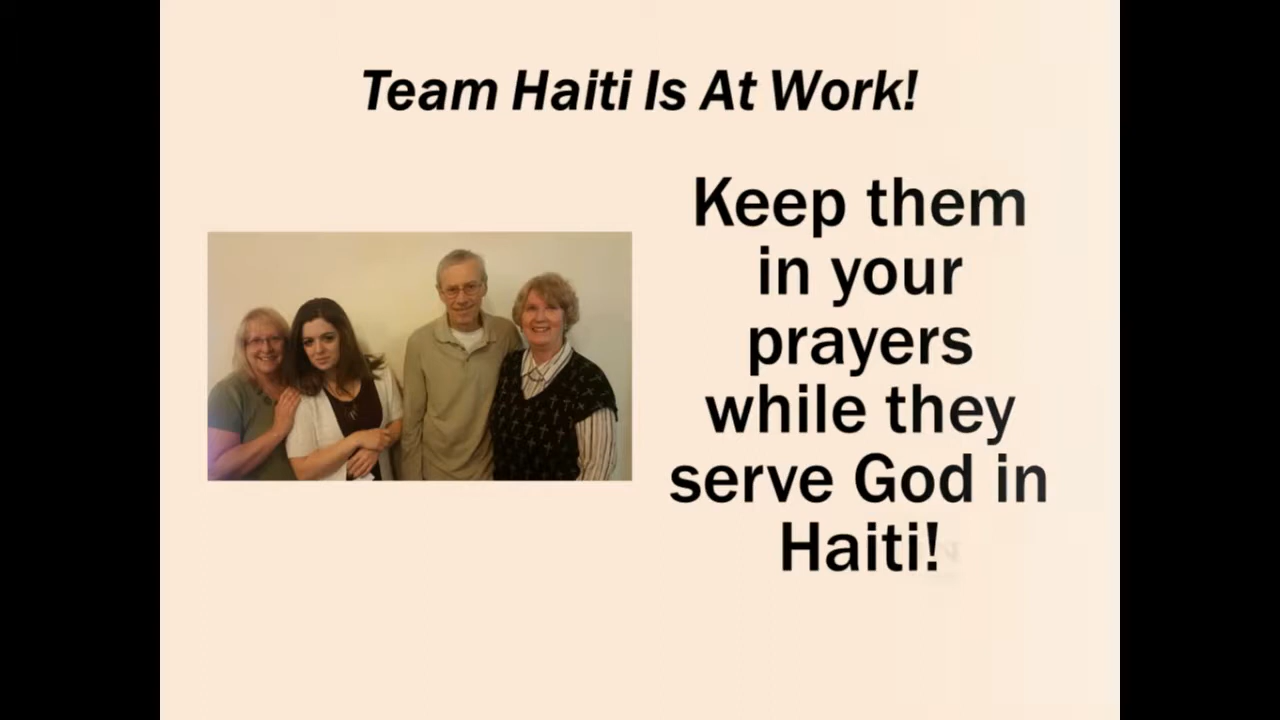 Team Haiti Is At Work!
Keep them
in your
prayers
while they
serve God in
Haiti!